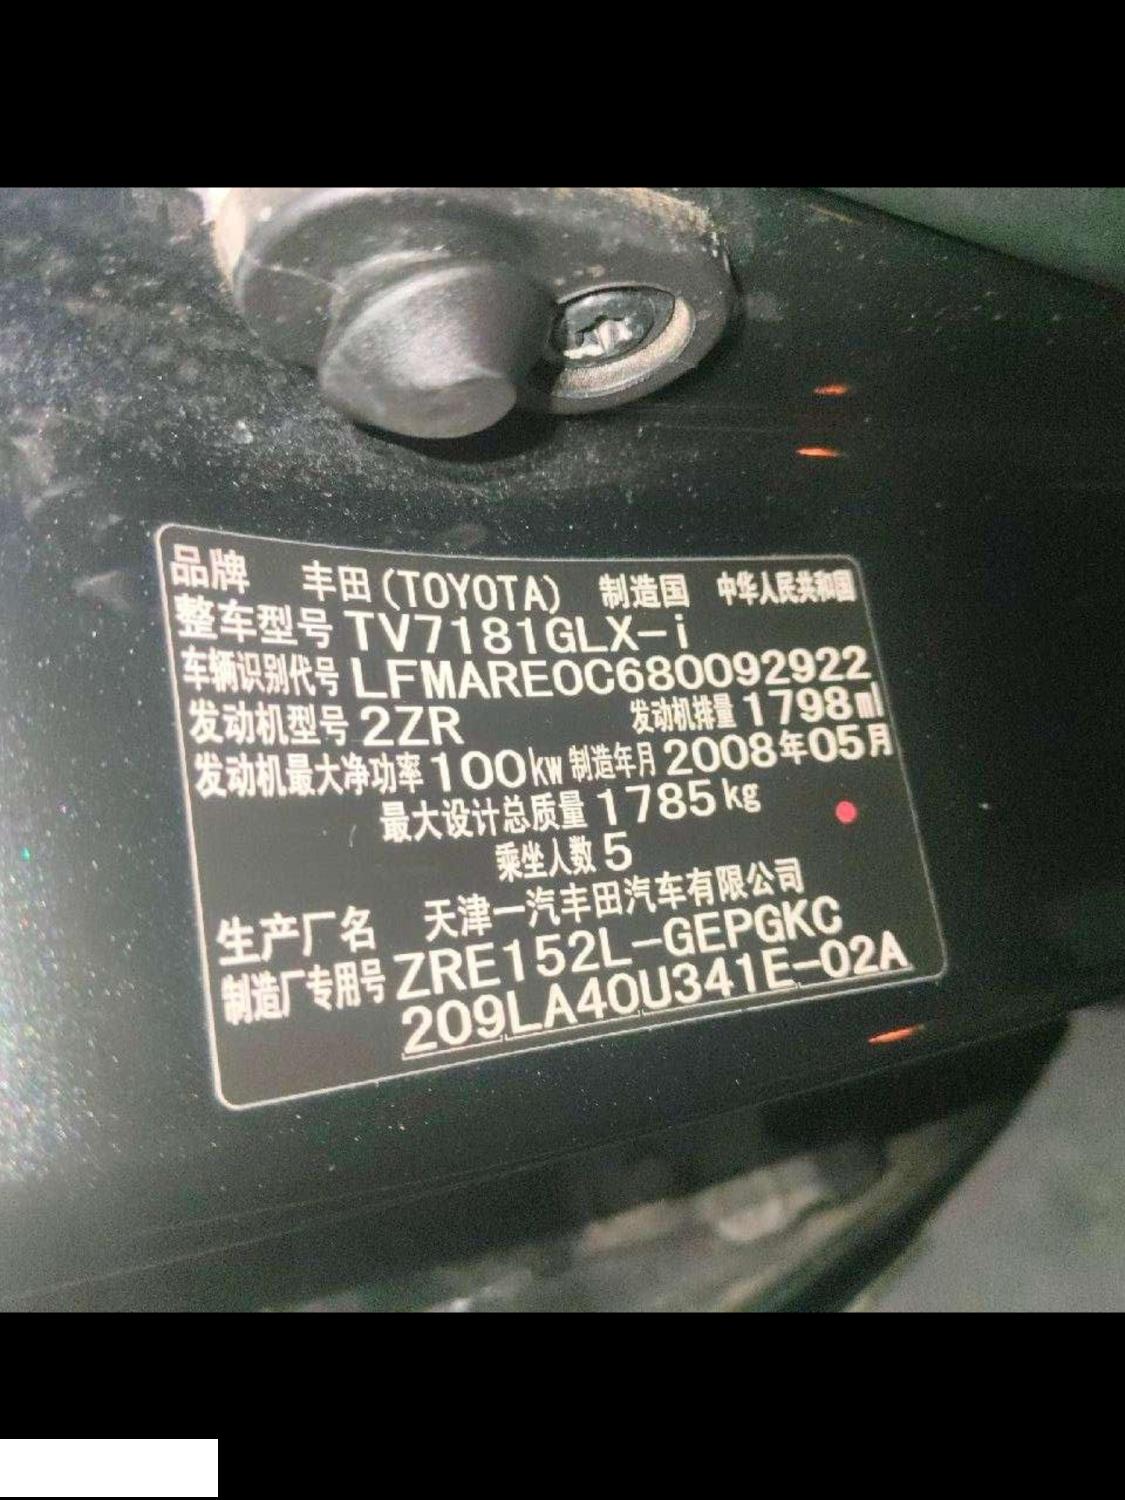 品牌 丰田(TOYOTA) 制造国 中华人民共和国
整车型号 TV7181GLX-i
车辆识别代号 LFMARE0C680092922
发动机型号 2ZR 发动机排量 1798ml
发动机最大净功率 100kw 制造年月 2008年05月
最大设计总质量 1785kg
乘坐人数 5
生产厂名 天津一汽丰田汽车有限公司
制造厂专用号 ZRE152L-GEPGKC
209LA40U341E-02A